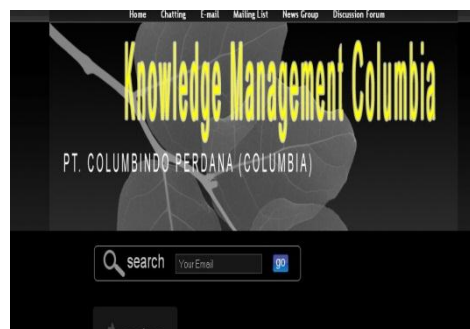 Home Chatting E-mail Mailing List News Group Discussion Forum
Knowledge Management Columbia
PT. COLUMBINDO PERDANA (COLUMBIA)
search Your Email go